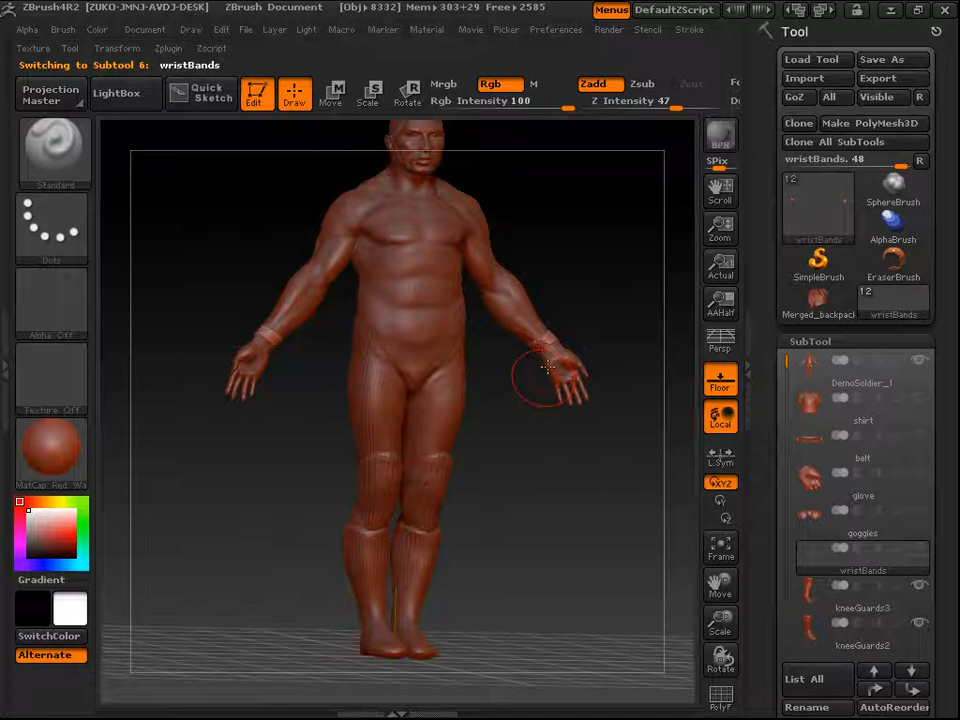 ZBrush4R2 [ZUKO-JMNJ-AVDJ-DESK] ZBrush Document [Obj▸8332] Mem▸303+29 Free▸2585 Menus DefaultZScript
Alpha Brush Color Document Draw Edit File Layer Light Macro Marker Material Movie Picker Preferences Render Stencil Stroke
Texture Tool Transform Zplugin Zscript
Switching to Subtool 6: wristBands
Projection Master
LightBox
Quick Sketch
Edit Draw Move Scale Rotate
Mrgb Rgb M
Rgb Intensity 100
Zadd Zsub
Z Intensity 47
Standard
Dots
Alpha Off
Texture Off
MatCap Red Wa
Gradient
SwitchColor
Alternate
BPR
SPix
Scroll
Zoom
Actual
AAHalf
Persp
Floor
Local
L.Sym
XYZ
Y
Z
Frame
Move
Scale
Rotate
PolyF
Tool
Load Tool Save As
Import Export
GoZ All Visible R
Clone Make PolyMesh3D
Clone All SubTools
wristBands. 48 R
12
wristBands
SphereBrush
AlphaBrush
SimpleBrush EraserBrush
12
Merged_backpack wristBands
SubTool
DemoSoldier_1
shirt
belt
glove
goggles
wristBands
kneeGuards3
kneeGuards2
List All
Rename AutoReorder